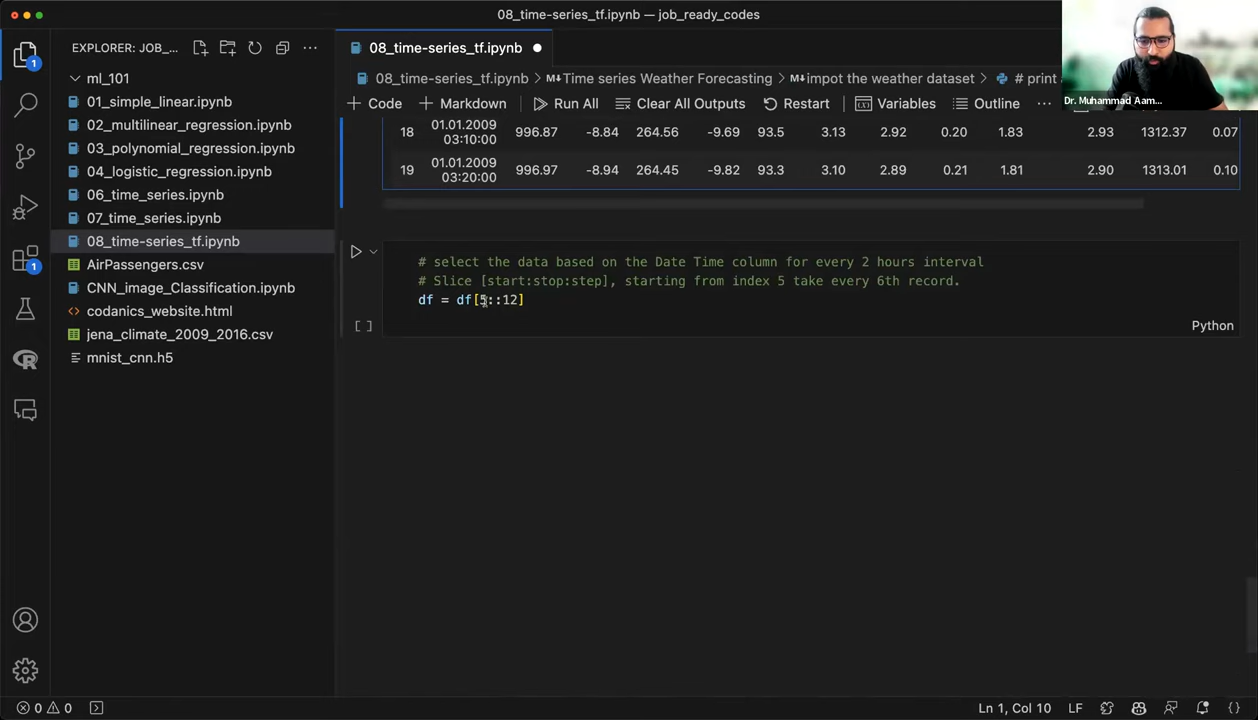 08_time-series_tf.ipynb — job_ready_codes
EXPLORER: JOB_...
08_time-series_tf.ipynb
08_time-series_tf.ipynb > Time series Weather Forecasting > impot the weather dataset > # print a
Code Markdown Run All Clear All Outputs Restart Variables Outline ...
Dr. Muhammad Aam...
ml_101
01_simple_linear.ipynb
02_multilinear_regression.ipynb
03_polynomial_regression.ipynb
04_logistic_regression.ipynb
06_time_series.ipynb
07_time_series.ipynb
08_time-series_tf.ipynb
AirPassengers.csv
CNN_image_Classification.ipynb
codanics_website.html
jena_climate_2009_2016.csv
mnist_cnn.h5
1
1
18 01.01.2009 03:10:00 996.87 -8.84 264.56 -9.69 93.5 3.13 2.92 0.20 1.83 2.93 1312.37 0.07
19 01.01.2009 03:20:00 996.97 -8.94 264.45 -9.82 93.3 3.10 2.89 0.21 1.81 2.90 1313.01 0.10
# select the data based on the Date Time column for every 2 hours interval
# Slice [start:stop:step], starting from index 5 take every 6th record.
df = df[5::12]
[ ]
Python
0 0
Ln 1, Col 10 LF